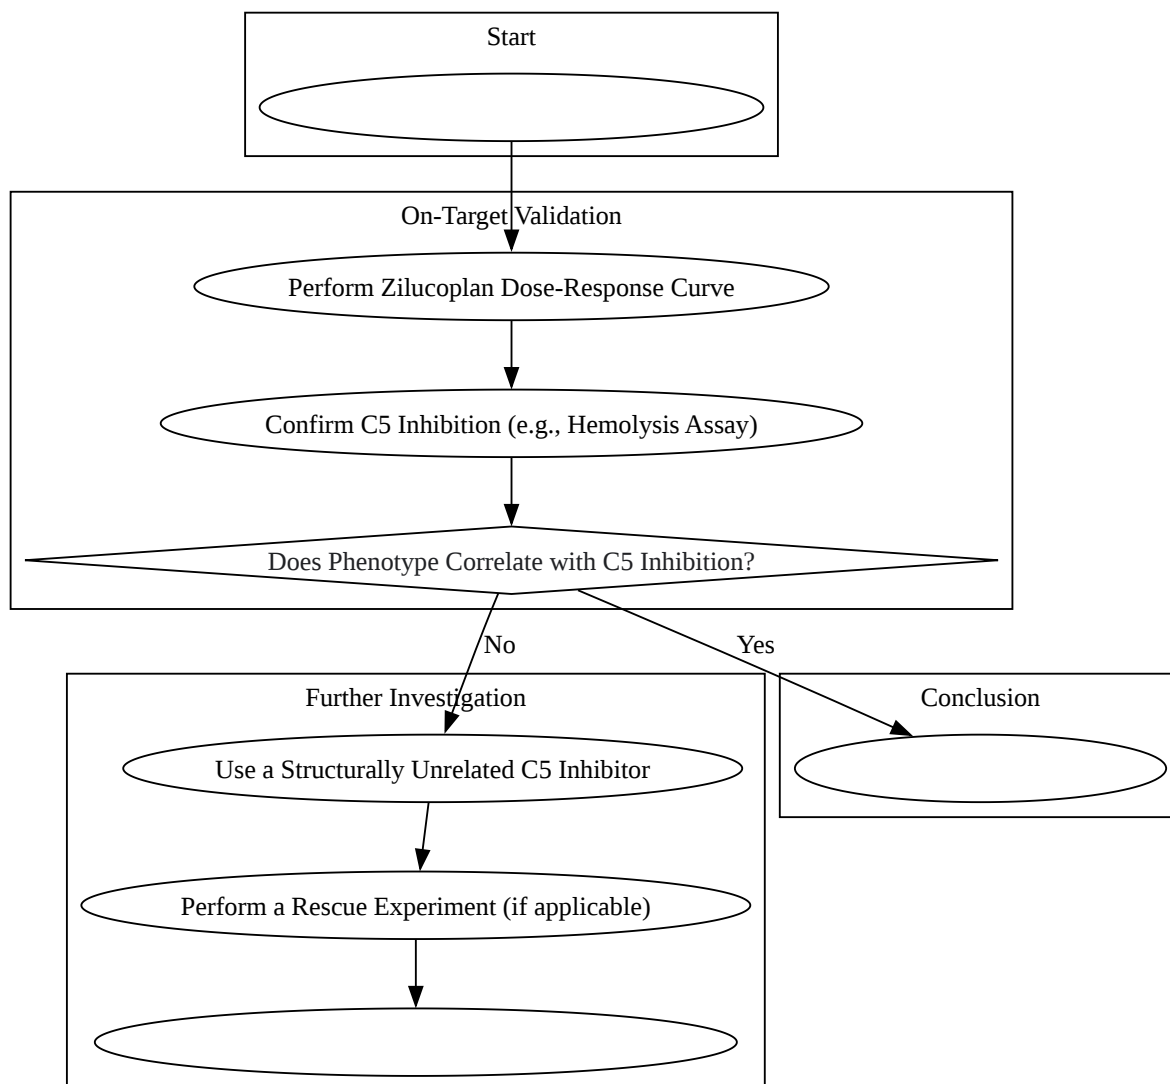 Start
On-Target Validation
Perform Zilucoplan Dose-Response Curve
Confirm C5 Inhibition (e.g., Hemolysis Assay)
Does Phenotype Correlate with C5 Inhibition?
No
Yes
Further Investigation
Conclusion
Use a Structurally Unrelated C5 Inhibitor
Perform a Rescue Experiment (if applicable)